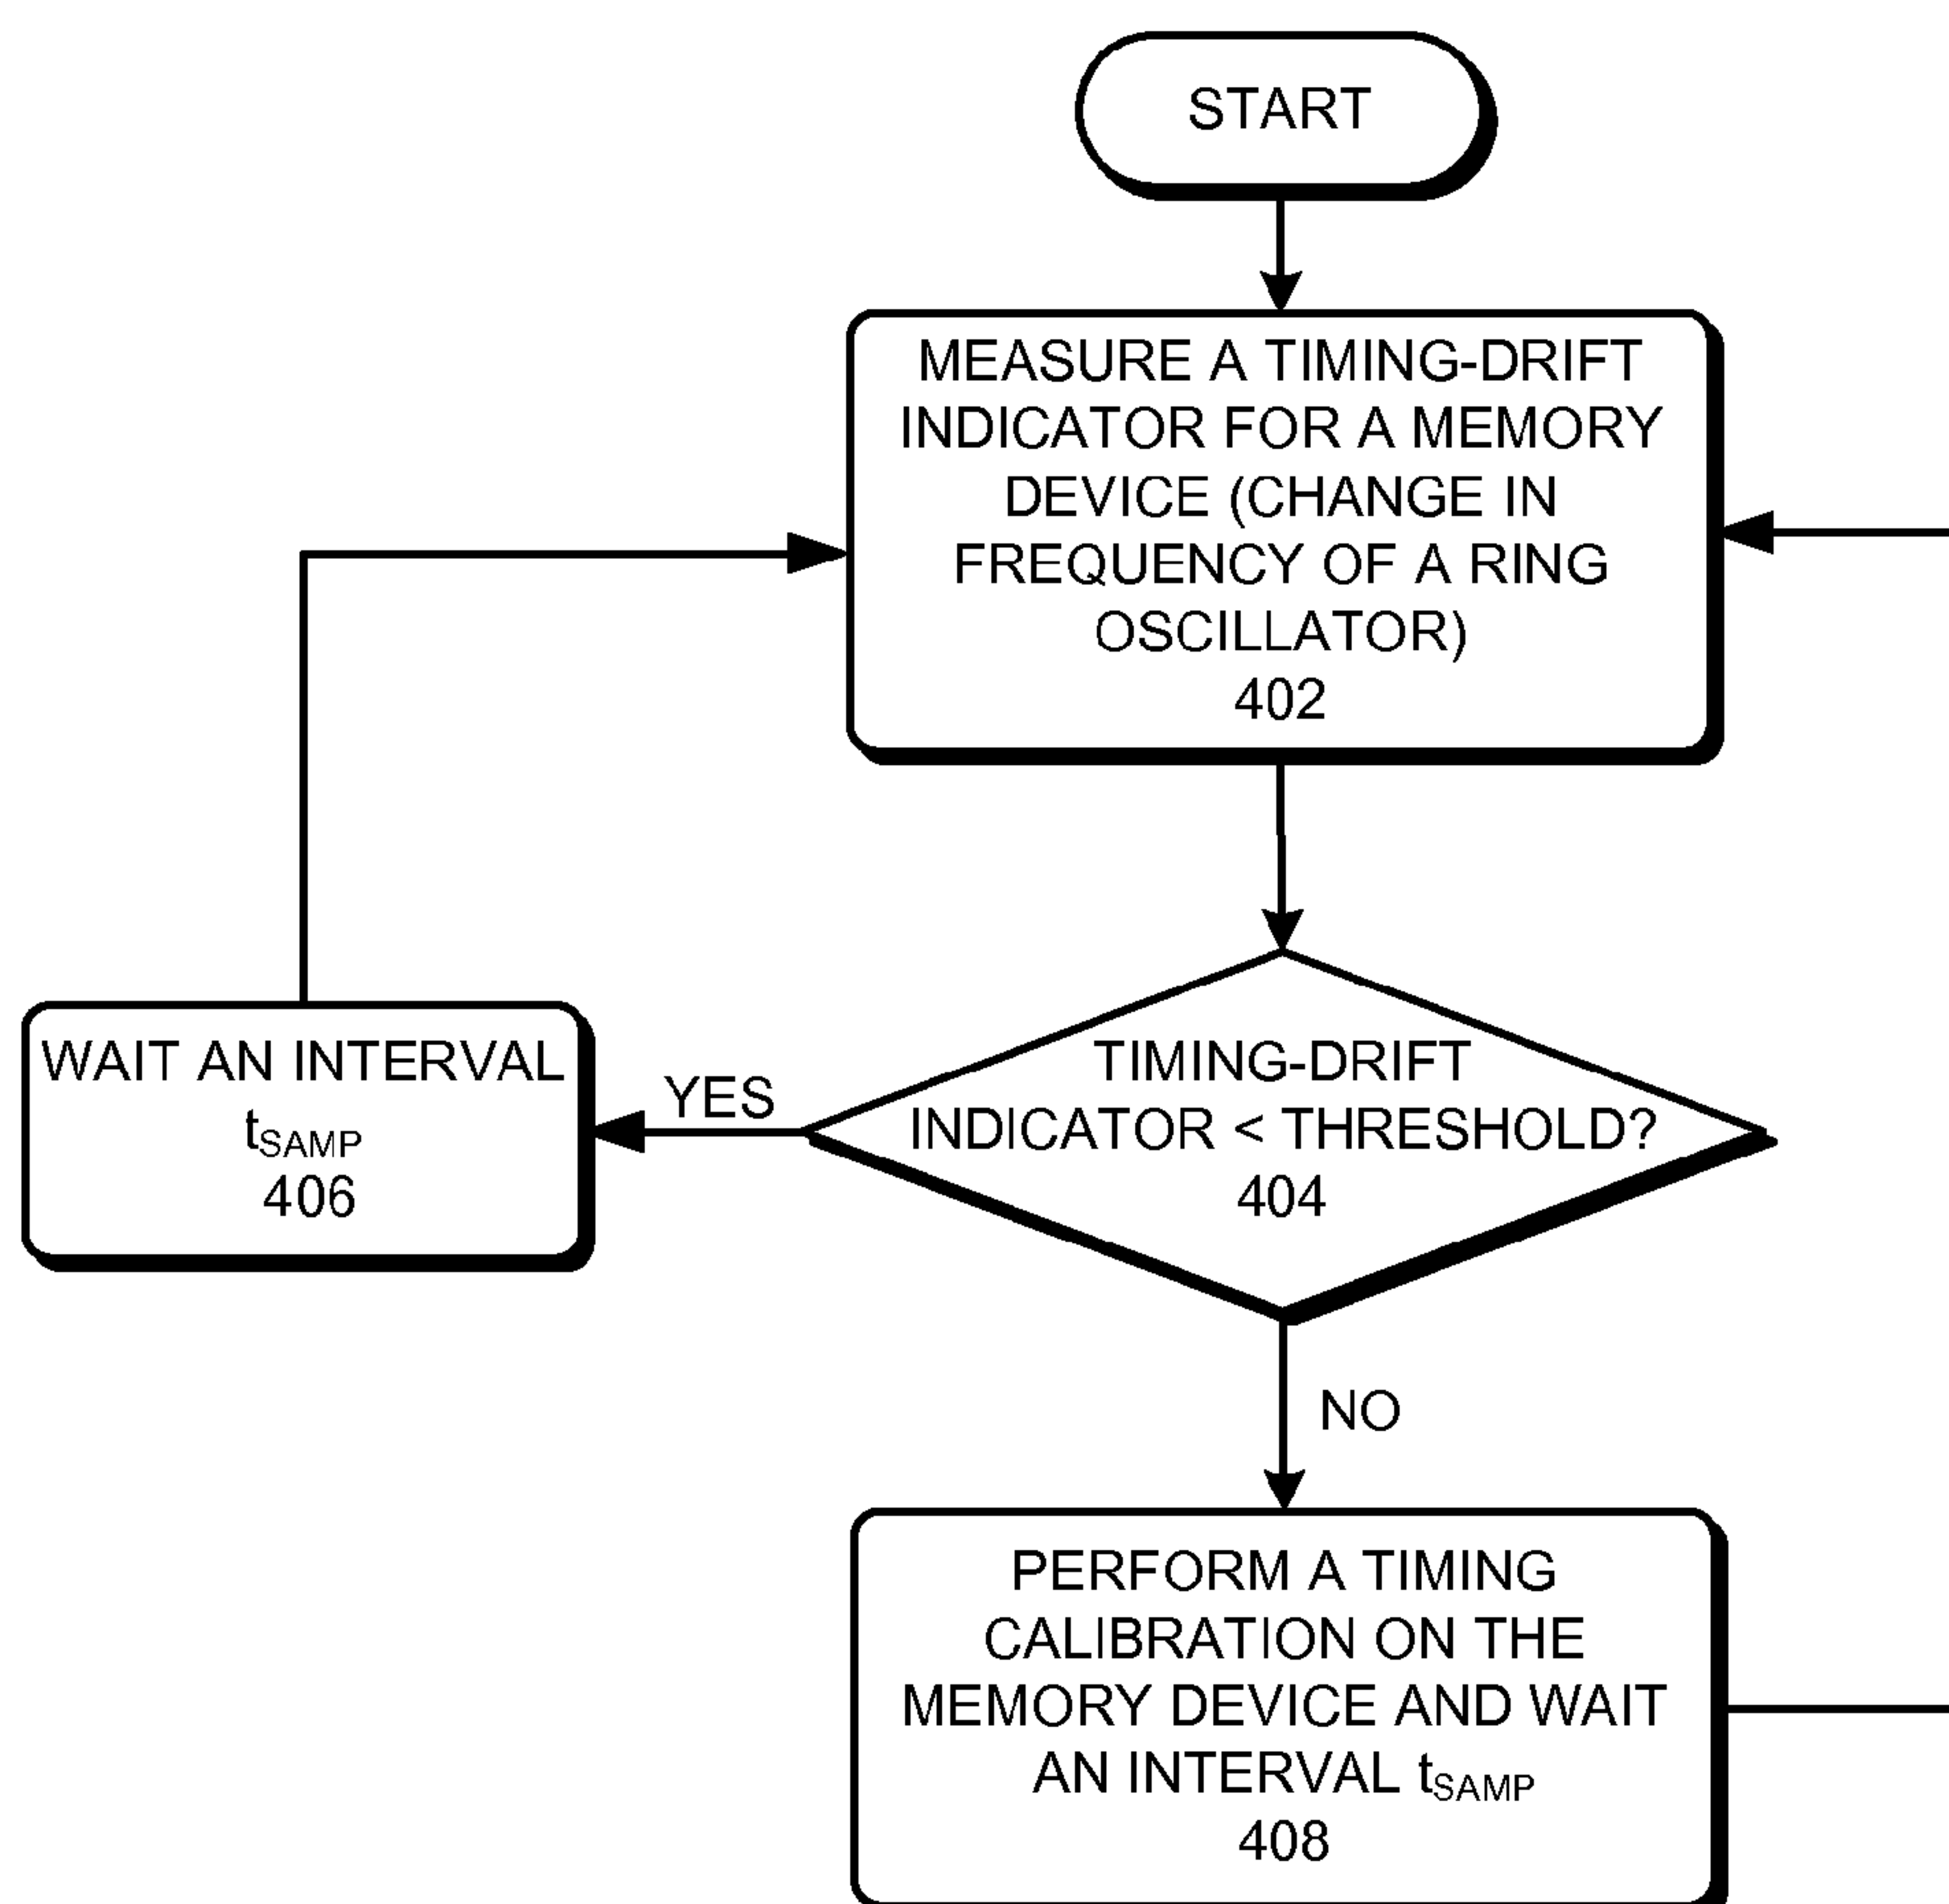 START
MEASURE A TIMING-DRIFT
INDICATOR FOR A MEMORY
DEVICE (CHANGE IN
FREQUENCY OF A RING
OSCILLATOR)
402
WAIT AN INTERVAL
tSAMP
406
YES
TIMING-DRIFT
INDICATOR < THRESHOLD?
404
NO
PERFORM A TIMING
CALIBRATION ON THE
MEMORY DEVICE AND WAIT
AN INTERVAL tSAMP
408